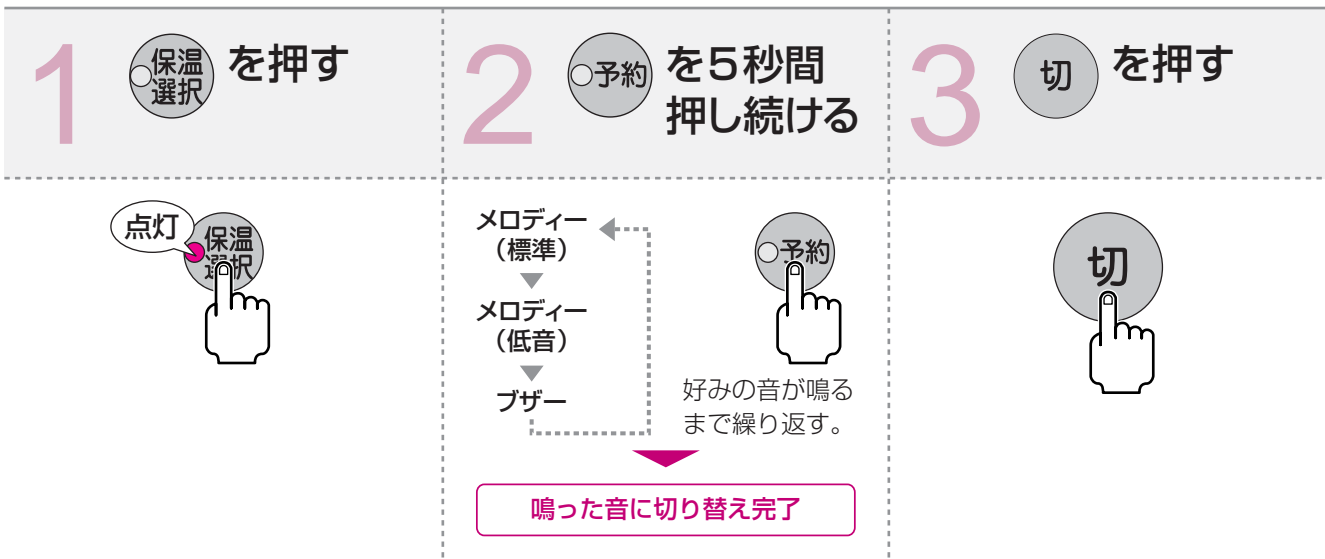 1 保温選択 を押す
2 予約 を5秒間
押し続ける
3 切 を押す
点灯
保温
選択
メロディー
（標準）
メロディー
（低音）
ブザー
予約
好みの音が鳴る
まで繰り返す。
鳴った音に切り替え完了
切